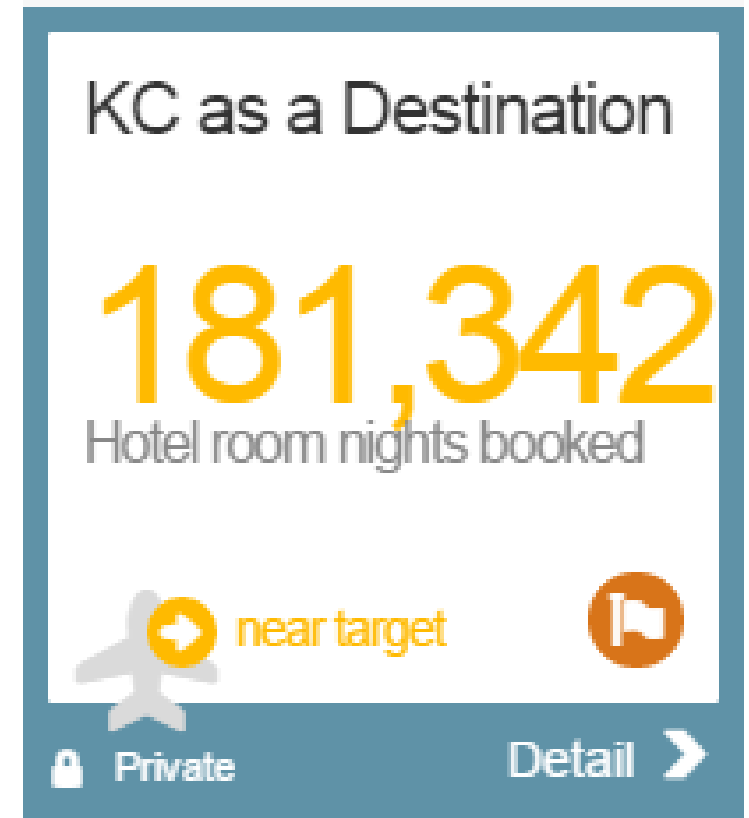 KC as a Destination
181,342
Hotel room nights booked
near target
Private
Detail